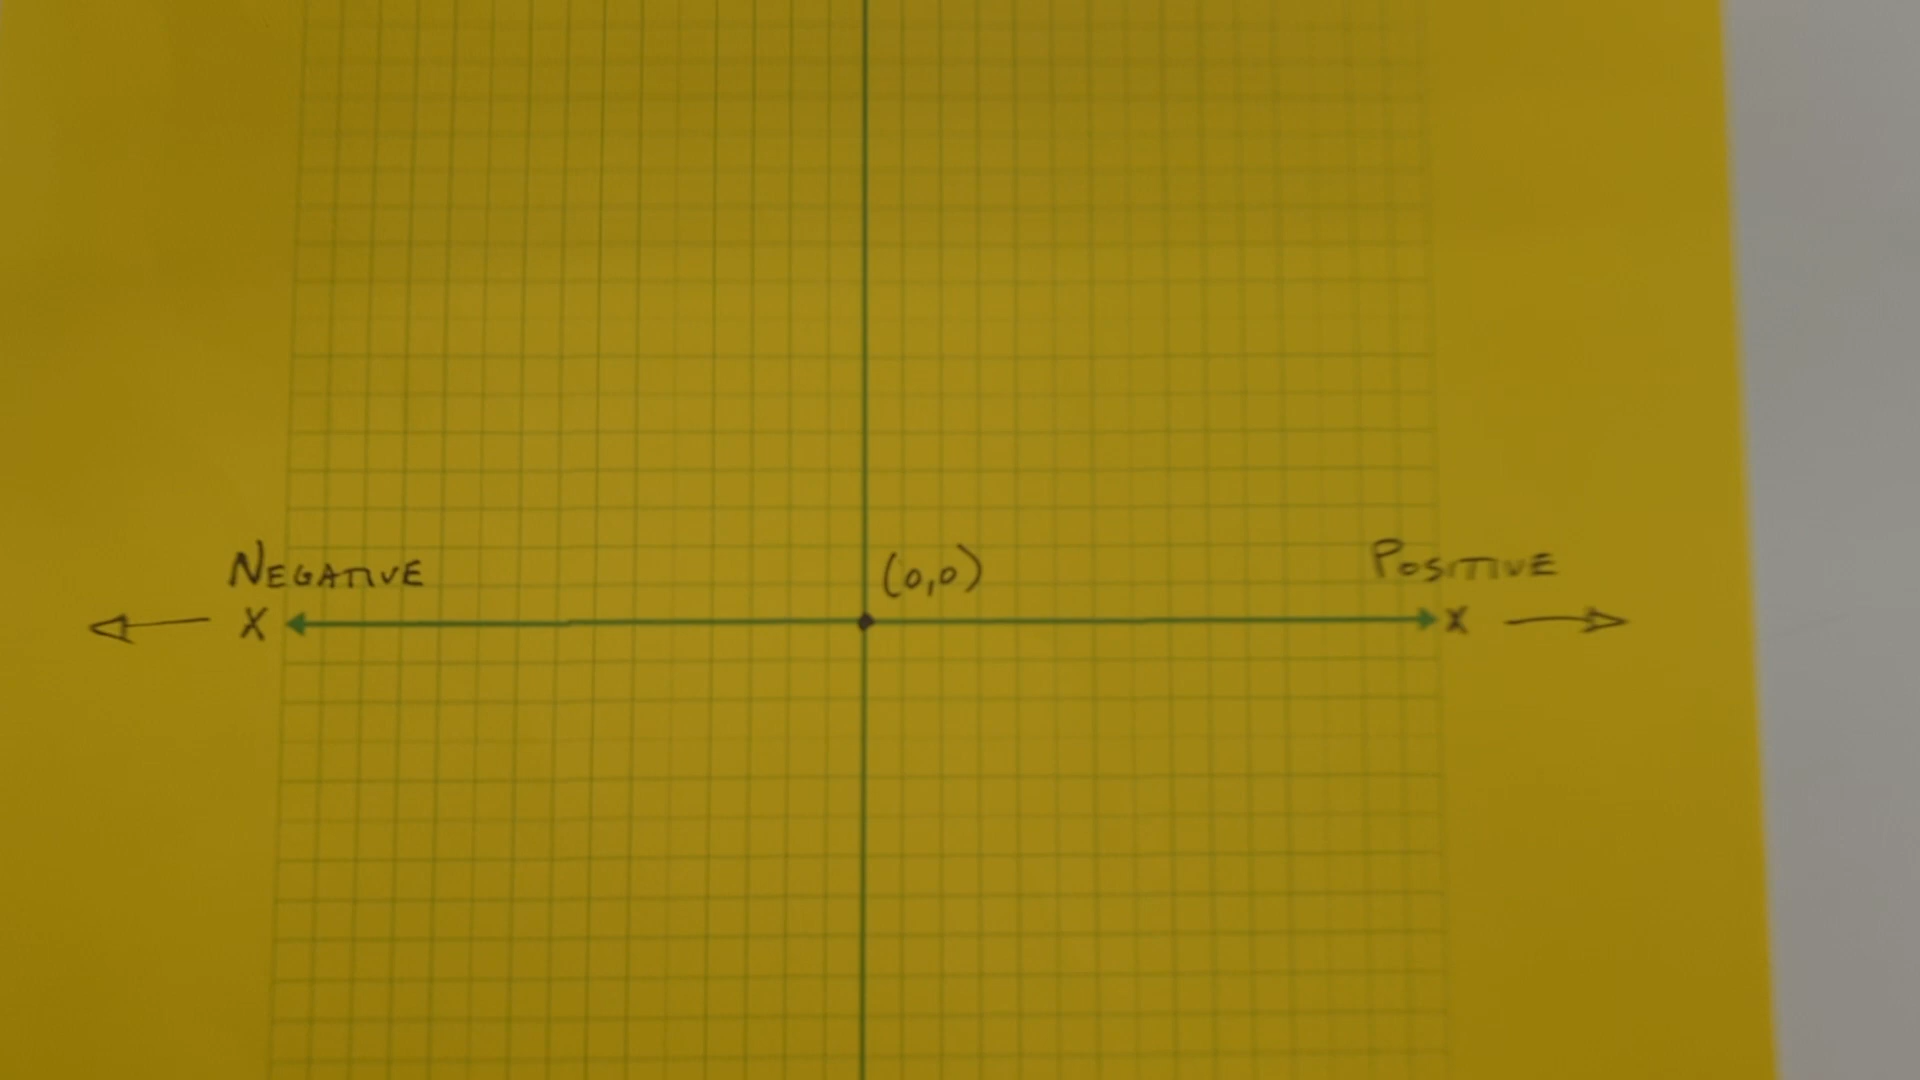 NEGATIVE
(0,0)
POSITIVE
X
X